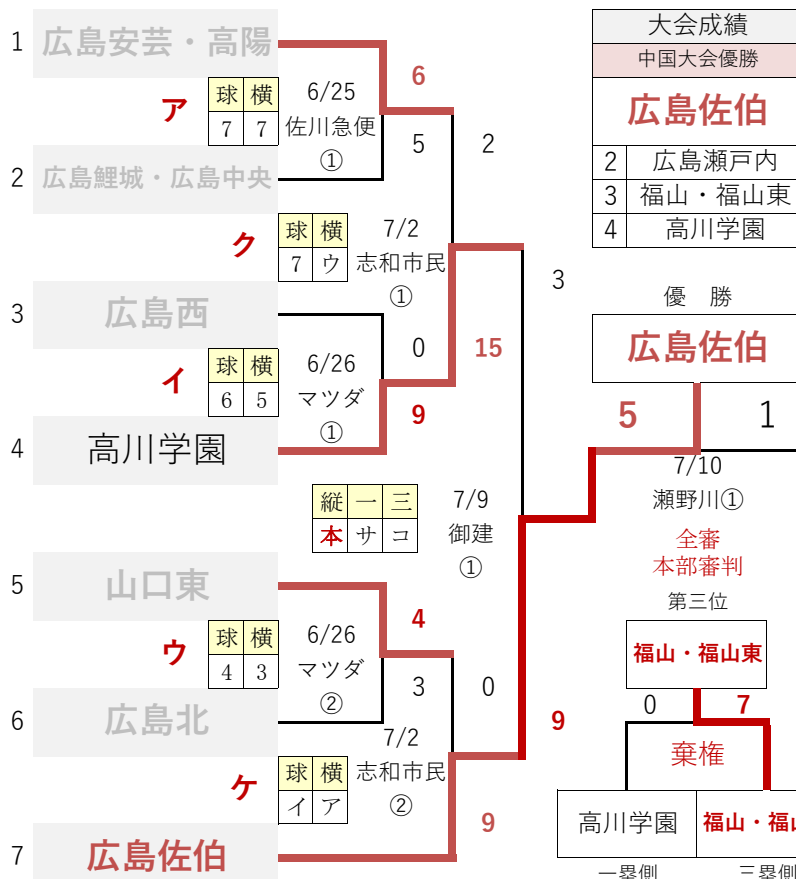 1 広島安芸・高陽
6
ア 球 横 6/25
7 7 佐川急便
①
5
2
2 広島鯉城・広島中央
ク 球 横 7/2
7 ウ 志和市民
①
3 広島西
0
15
イ 球 横 6/26
6 5 マツダ
①
9
4 高川学園
縦 一 三 7/9
本 サ コ 御建
①
3
9
5 山口東
4
ウ 球 横 6/26
4 3 マツダ
②
3
0
6 広島北
ケ 球 横 7/2
イ ア 志和市民
②
9
7 広島佐伯
大会成績
中国大会優勝
広島佐伯
2 広島瀬戸内
3 福山・福山東
4 高川学園
優 勝
広島佐伯
5 1
7/10
瀬野川①
全審
本部審判
第三位
福山・福山東
0 7
棄権
高川学園 福山・福山
一塁側 三塁側